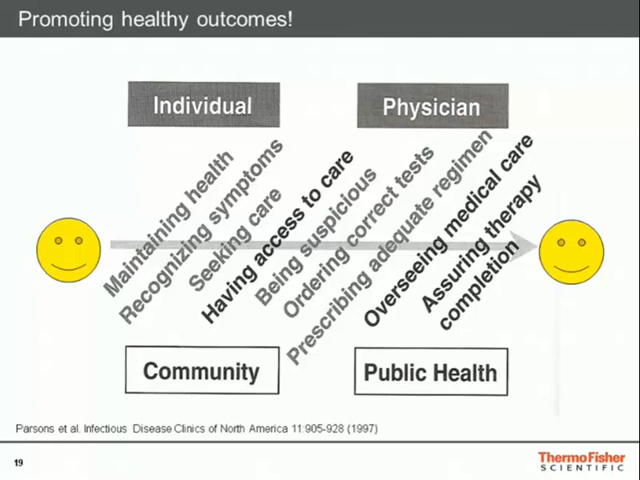 Promoting healthy outcomes!
Individual
Physician
Maintaining health
Recognizing symptoms
Seeking care
Having access to care
Being suspicious
Ordering correct tests
Prescribing adequate regimen
Overseeing medical care
Assuring therapy
completion
Community
Public Health
Parsons et al. Infectious Disease Clinics of North America 11:905-928 (1997)
19
ThermoFisher
SCIENTIFIC